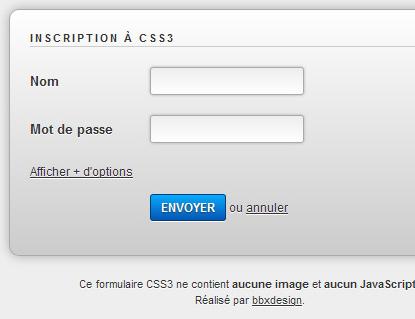 INSCRIPTION À CSS3
Nom
Mot de passe
Afficher + d'options
ENVOYER ou annuler
Ce formulaire CSS3 ne contient aucune image et aucun JavaScript
Réalisé par bbxdesign.